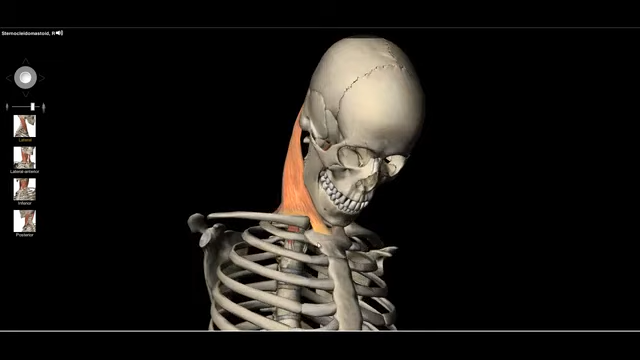 Sternocleidomastoid, R
Lateral
Lateral-anterior
Inferior
Posterior